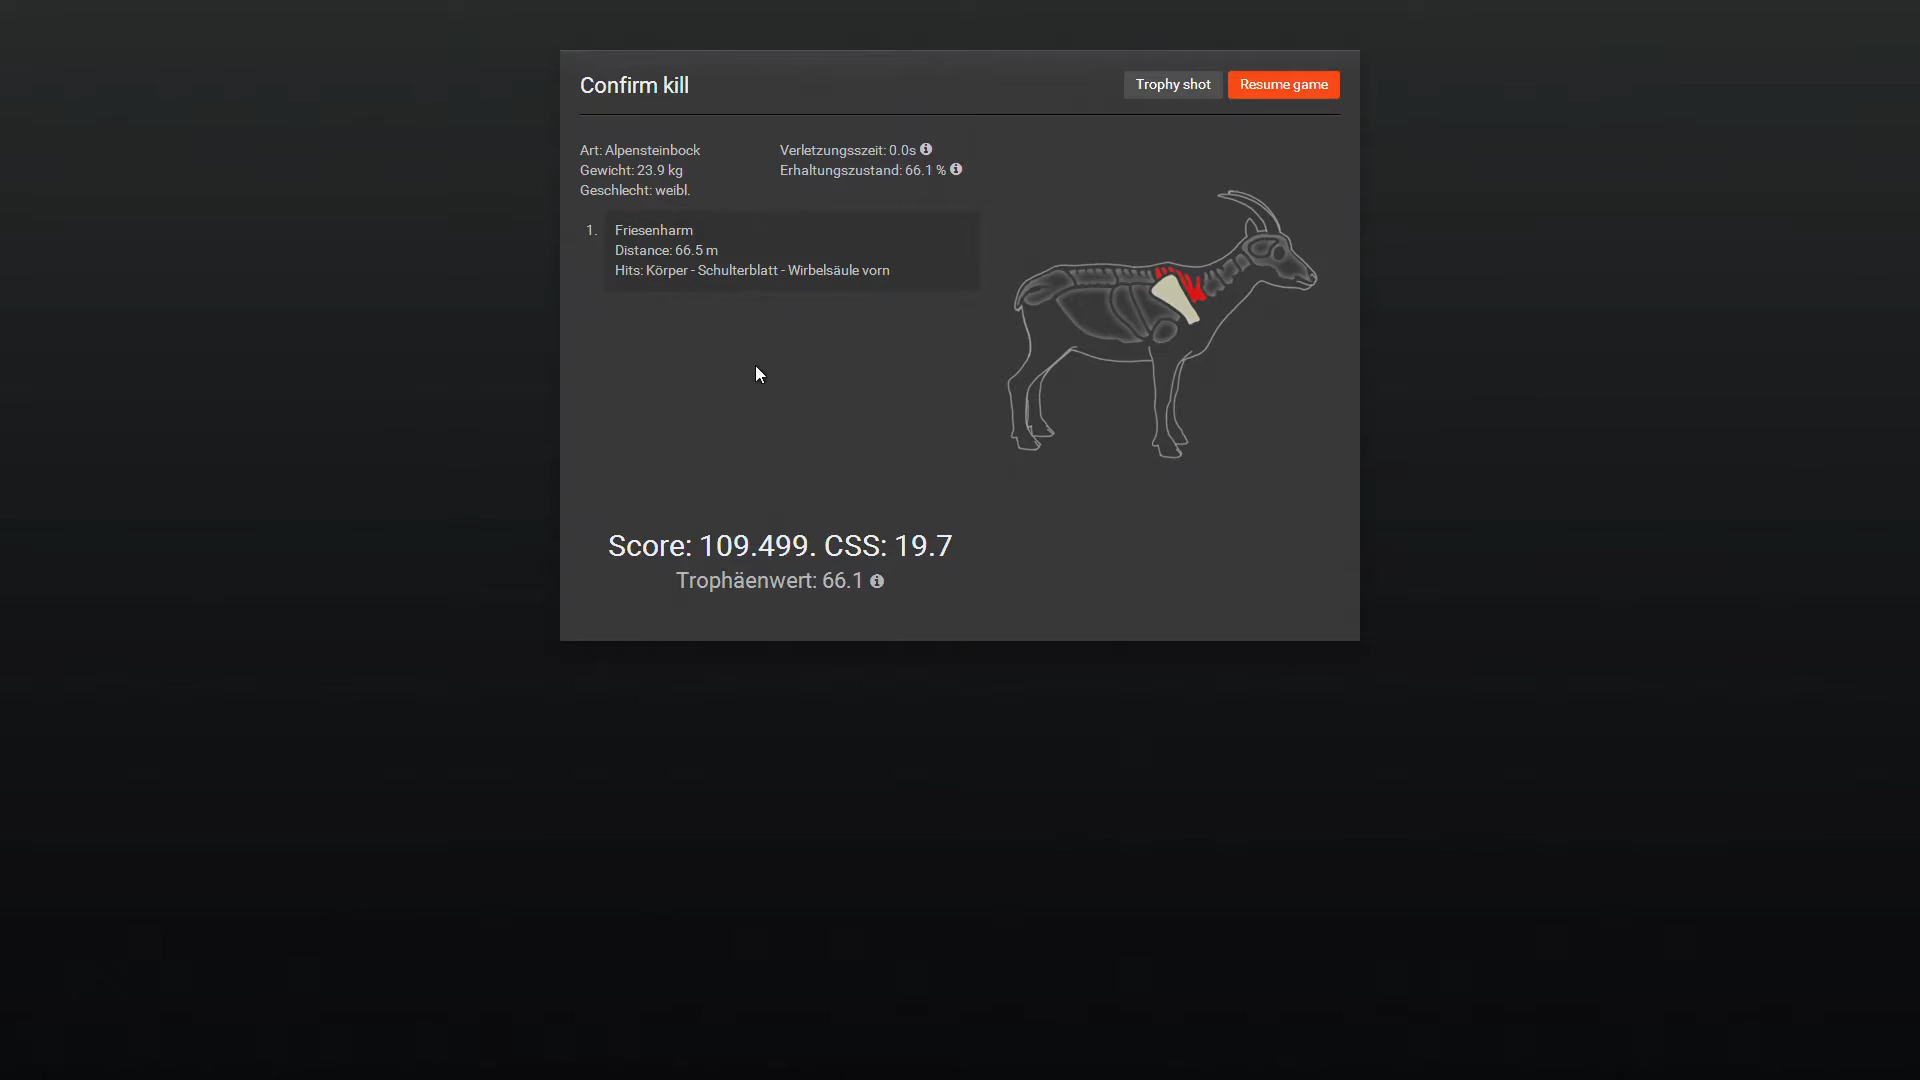 Confirm kill
Trophy shot
Resume game
Art: Alpensteinbock
Gewicht: 23.9 kg
Geschlecht: weibl.
Verletzungsszeit: 0.0s
Erhaltungszustand: 66.1 %
1. Friesenharm
Distance: 66.5 m
Hits: Körper - Schulterblatt - Wirbelsäule vorn
Score: 109.499. CSS: 19.7
Trophäenwert: 66.1